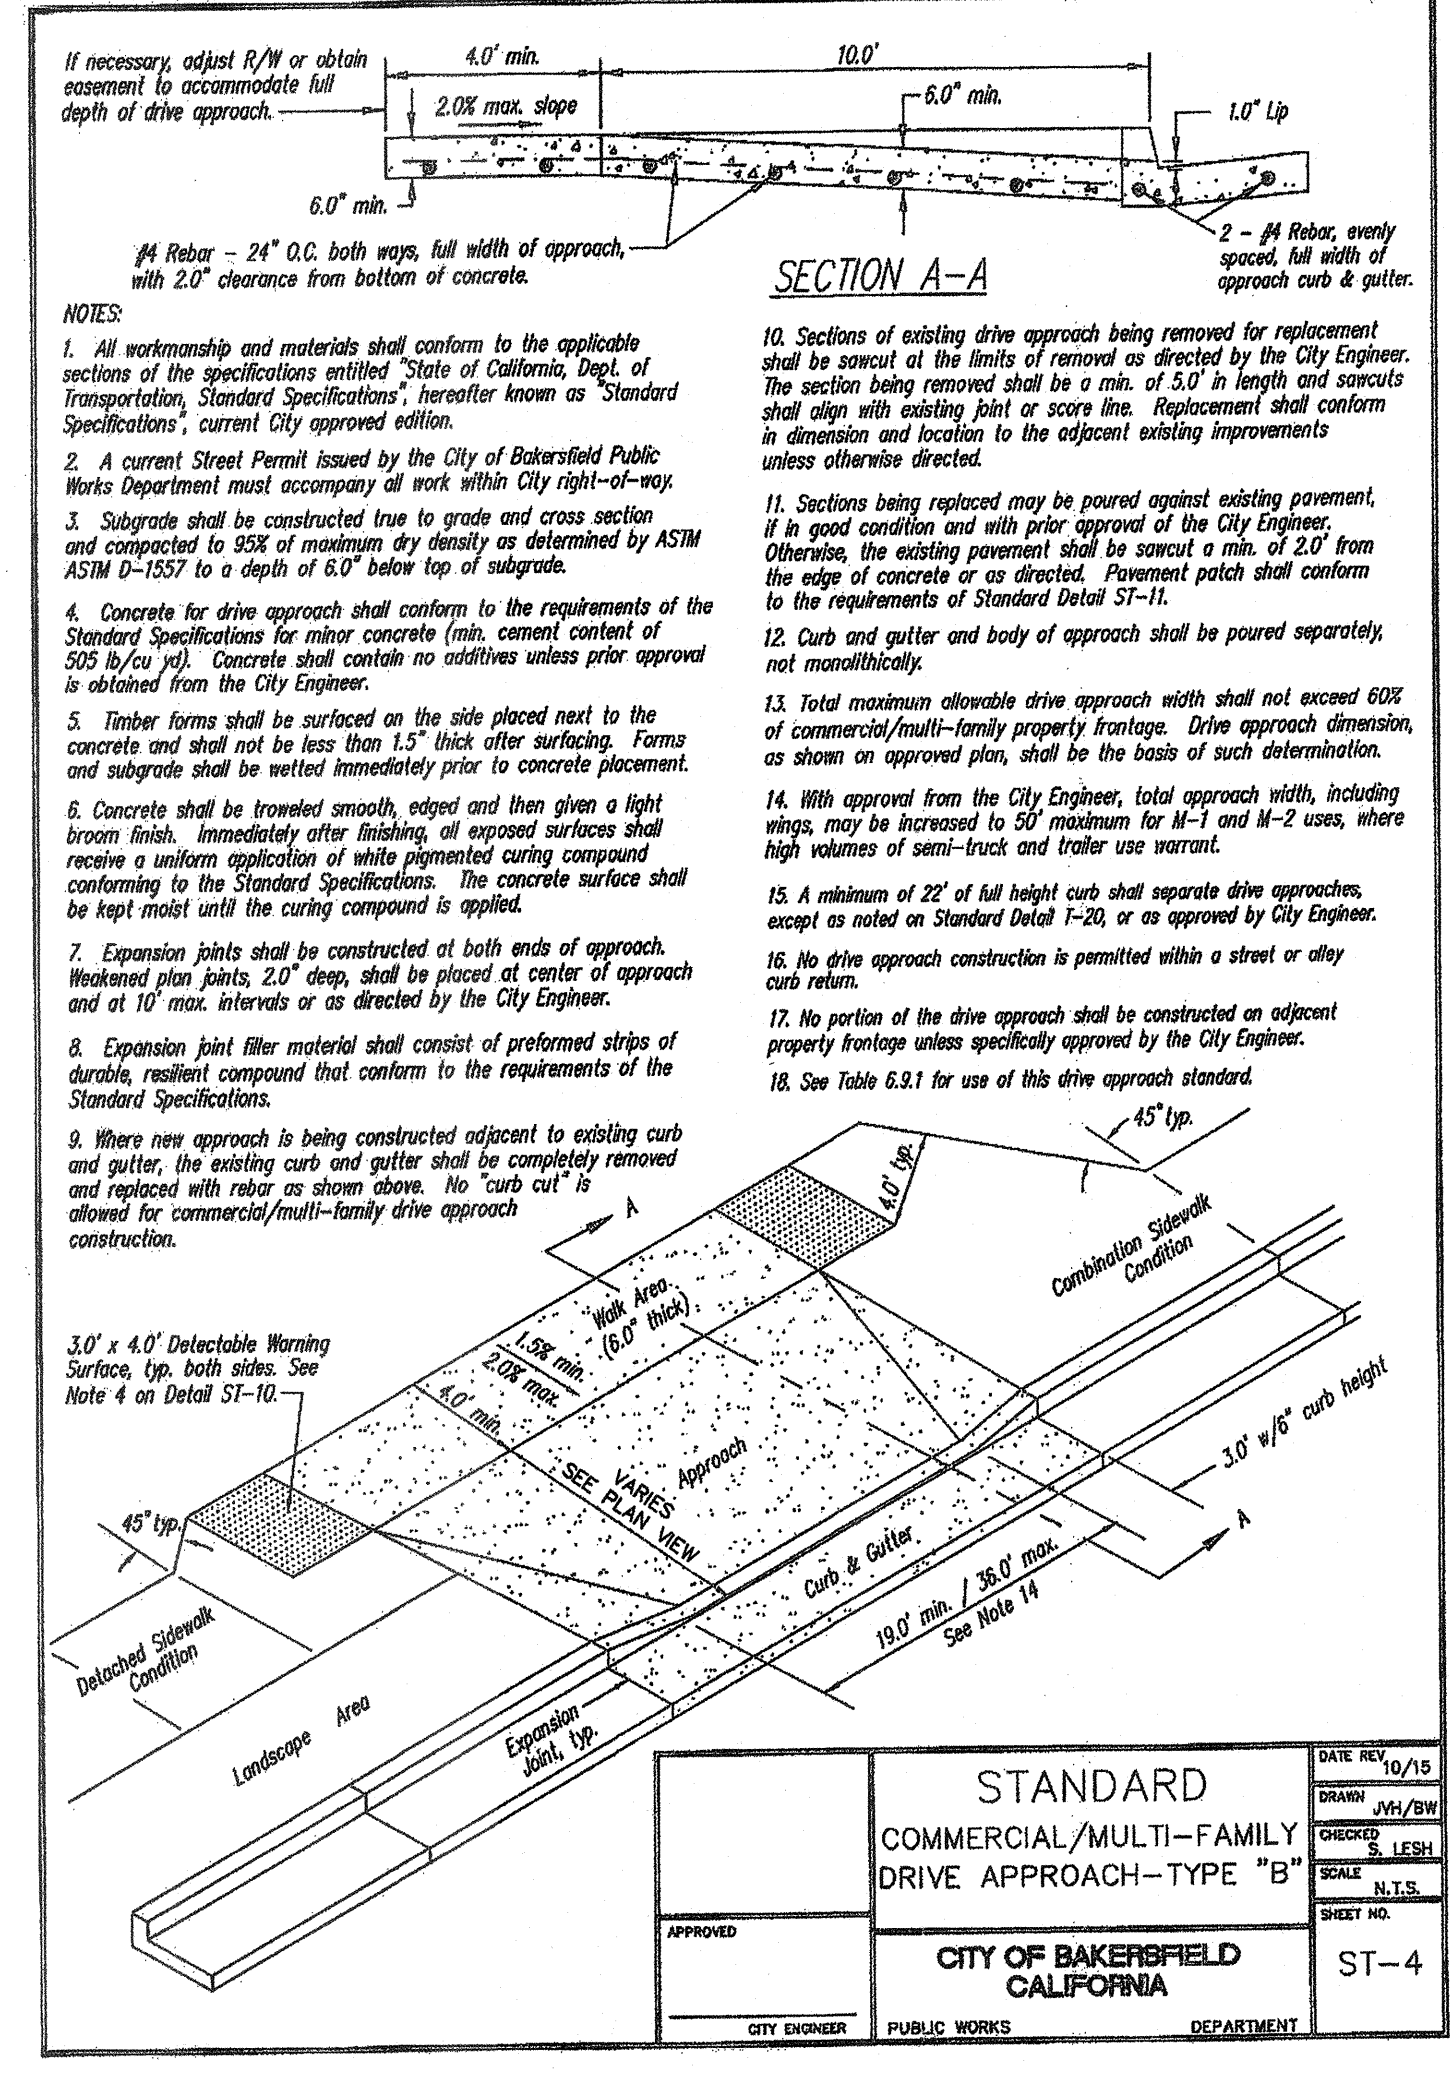 If necessary, adjust R/W or obtain
easement to accommodate full
depth of drive approach.
4.0' min.
10.0'
2.0% max. slope
6.0" min.
1.0" Lip
6.0" min.
#4 Rebar - 24" O.C. both ways, full width of approach,
with 2.0" clearance from bottom of concrete.
2 - #4 Rebar, evenly
spaced, full width of
approach curb & gutter.
SECTION A-A
NOTES:
1. All workmanship and materials shall conform to the applicable
sections of the specifications entitled "State of California, Dept. of
Transportation, Standard Specifications", hereafter known as "Standard
Specifications", current City approved edition.
2. A current Street Permit issued by the City of Bakersfield Public
Works Department must accompany all work within City right-of-way.
3. Subgrade shall be constructed true to grade and cross section
and compacted to 95% of maximum dry density as determined by ASTM
ASTM D-1557 to a depth of 6.0" below top of subgrade.
4. Concrete for drive approach shall conform to the requirements of the
Standard Specifications for minor concrete (min. cement content of
505 lb/cu yd). Concrete shall contain no additives unless prior approval
is obtained from the City Engineer.
5. Timber forms shall be surfaced on the side placed next to the
concrete and shall not be less than 1.5" thick after surfacing. Forms
and subgrade shall be wetted immediately prior to concrete placement.
6. Concrete shall be troweled smooth, edged and then given a light
broom finish. Immediately after finishing, all exposed surfaces shall
receive a uniform application of white pigmented curing compound
conforming to the Standard Specifications. The concrete surface shall
be kept moist until the curing compound is applied.
7. Expansion joints shall be constructed at both ends of approach.
Weakened plan joints, 2.0" deep, shall be placed at center of approach
and at 10' max. intervals or as directed by the City Engineer.
8. Expansion joint filler material shall consist of preformed strips of
durable, resilient compound that conform to the requirements of the
Standard Specifications.
9. Where new approach is being constructed adjacent to existing curb
and gutter, the existing curb and gutter shall be completely removed
and replaced with rebar as shown above. No "curb cut" is
allowed for commercial/multi-family drive approach
construction.
10. Sections of existing drive approach being removed for replacement
shall be sawcut at the limits of removal as directed by the City Engineer.
The section being removed shall be a min. of 5.0' in length and sawcuts
shall align with existing joint or score line. Replacement shall conform
in dimension and location to the adjacent existing improvements
unless otherwise directed.
11. Sections being replaced may be poured against existing pavement,
if in good condition and with prior approval of the City Engineer.
Otherwise, the existing pavement shall be sawcut a min. of 2.0' from
the edge of concrete or as directed. Pavement patch shall conform
to the requirements of Standard Detail ST-11.
12. Curb and gutter and body of approach shall be poured separately,
not monolithically.
13. Total maximum allowable drive approach width shall not exceed 60%
of commercial/multi-family property frontage. Drive approach dimension,
as shown on approved plan, shall be the basis of such determination.
14. With approval from the City Engineer, total approach width, including
wings, may be increased to 50' maximum for M-1 and M-2 uses, where
high volumes of semi-truck and trailer use warrant.
15. A minimum of 22' of full height curb shall separate drive approaches,
except as noted on Standard Detail T-20, or as approved by City Engineer.
16. No drive approach construction is permitted within a street or alley
curb return.
17. No portion of the drive approach shall be constructed on adjacent
property frontage unless specifically approved by the City Engineer.
18. See Table 6.9.1 for use of this drive approach standard.
45° typ.
4.0' typ.
A
Combination Sidewalk
Condition
Walk Area
(6.0" thick)
1.5% min.
2.0% max.
4.0' min.
3.0' x 4.0' Detectable Warning
Surface, typ. both sides. See
Note 4 on Detail ST-10.
Approach
VARIES
SEE PLAN VIEW
3.0' w/6" curb height
A
45° typ.
Curb & Gutter
19.0' min. / 36.0' max.
See Note 14
Detached Sidewalk
Condition
Landscape Area
Expansion
Joint, typ.
STANDARD
COMMERCIAL/MULTI-FAMILY
DRIVE APPROACH-TYPE "B"
DATE REV
10/15
DRAWN
JVH/BW
CHECKED
S. LESH
SCALE
N.T.S.
SHEET NO.
ST-4
APPROVED
CITY ENGINEER
CITY OF BAKERSFIELD
CALIFORNIA
PUBLIC WORKS DEPARTMENT